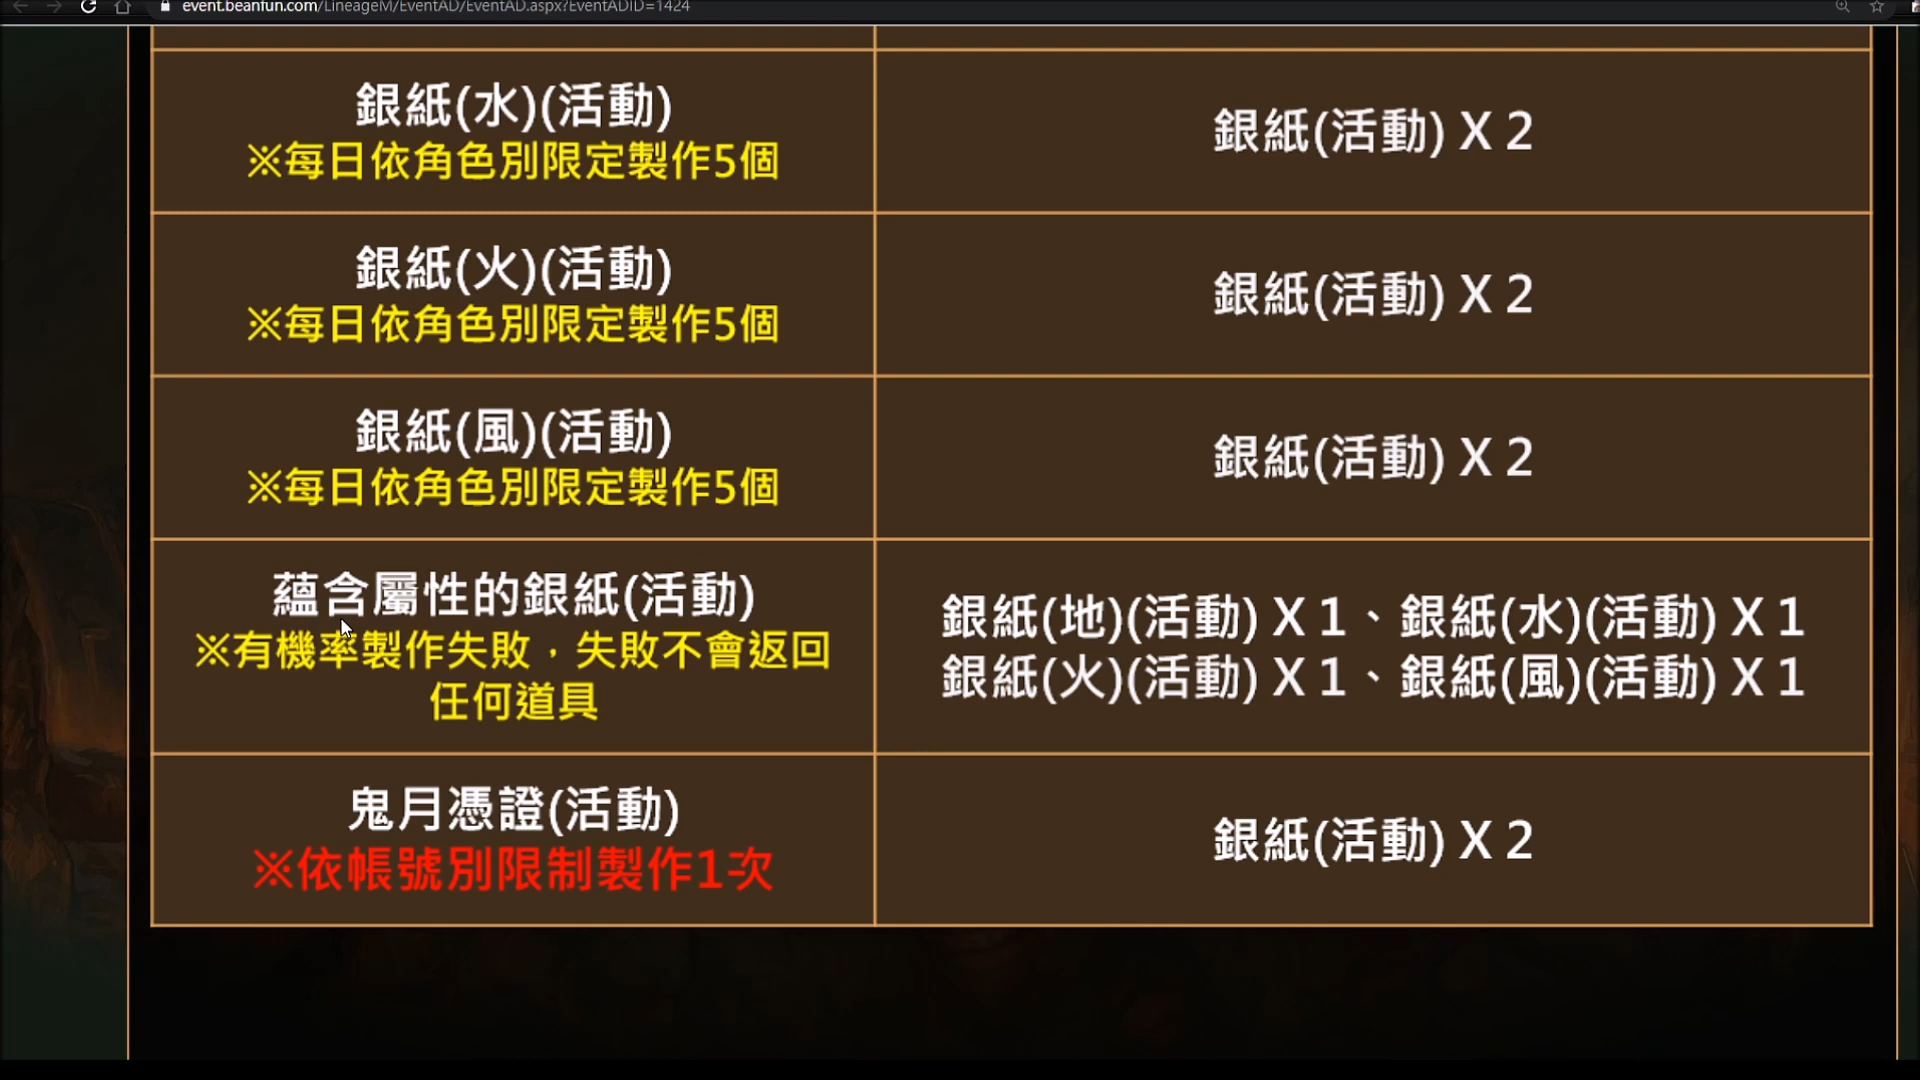 event.beanfun.com/LineageM/EventAD/EventAD.aspx?EventADID=1424
銀紙(水)(活動)
※每日依角色別限定製作5個
銀紙(活動) X 2
銀紙(火)(活動)
※每日依角色別限定製作5個
銀紙(活動) X 2
銀紙(風)(活動)
※每日依角色別限定製作5個
銀紙(活動) X 2
蘊含屬性的銀紙(活動)
※有機率製作失敗，失敗不會返回
任何道具
銀紙(地)(活動) X 1、銀紙(水)(活動) X 1
銀紙(火)(活動) X 1、銀紙(風)(活動) X 1
鬼月憑證(活動)
※依帳號別限制製作1次
銀紙(活動) X 2